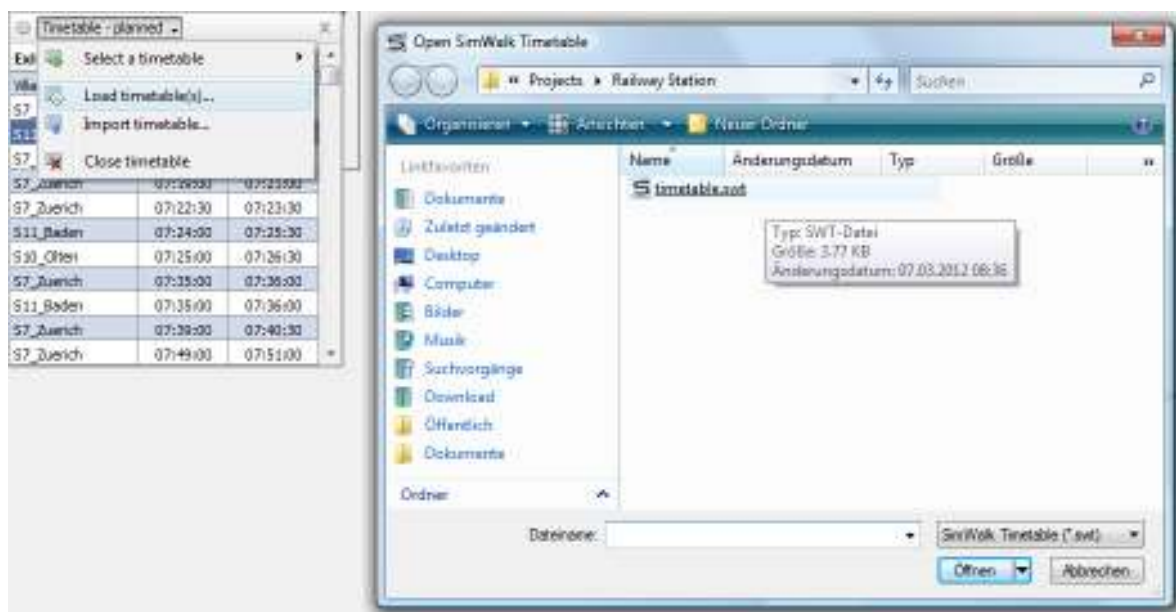 Timetable - planned
Select a timetable
Load timetable(s)...
Import timetable...
Close timetable
S7_Zuerich 07:23:00
S7_Zuerich 07:22:30 07:23:30
S11_Baden 07:24:00 07:25:30
S10_Olten 07:25:00 07:26:30
S7_Zuerich 07:35:00 07:36:00
S11_Baden 07:35:00 07:36:00
S7_Zuerich 07:39:00 07:40:30
S7_Zuerich 07:49:00 07:51:00
Open SimWalk Timetable
« Projects Railway Station
Suchen
Organisieren Ansichten Neuer Ordner
Linkfavoriten
Dokumente
Zuletzt geändert
Desktop
Computer
Bilder
Musik
Suchvorgänge
Download
Öffentlich
Dokumente
Ordner
Name Änderungsdatum Typ Größe »
timetable.swt
Typ: SWT-Datei
Größe: 3.77 KB
Änderungsdatum: 07.03.2012 08:36
Dateiname:
SimWalk Timetable (*.swt)
Öffnen Abbrechen